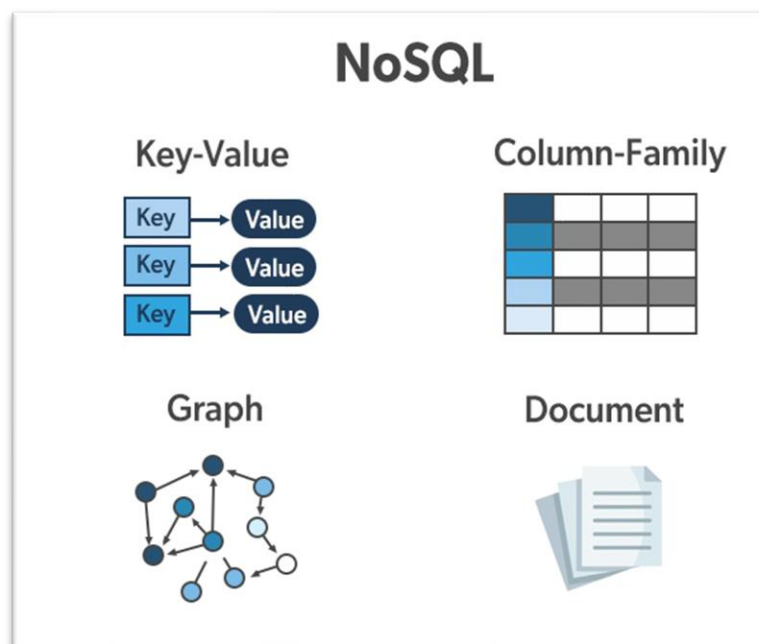 NoSQL
Key-Value
Key Value
Key Value
Key Value
Column-Family
Graph
Document